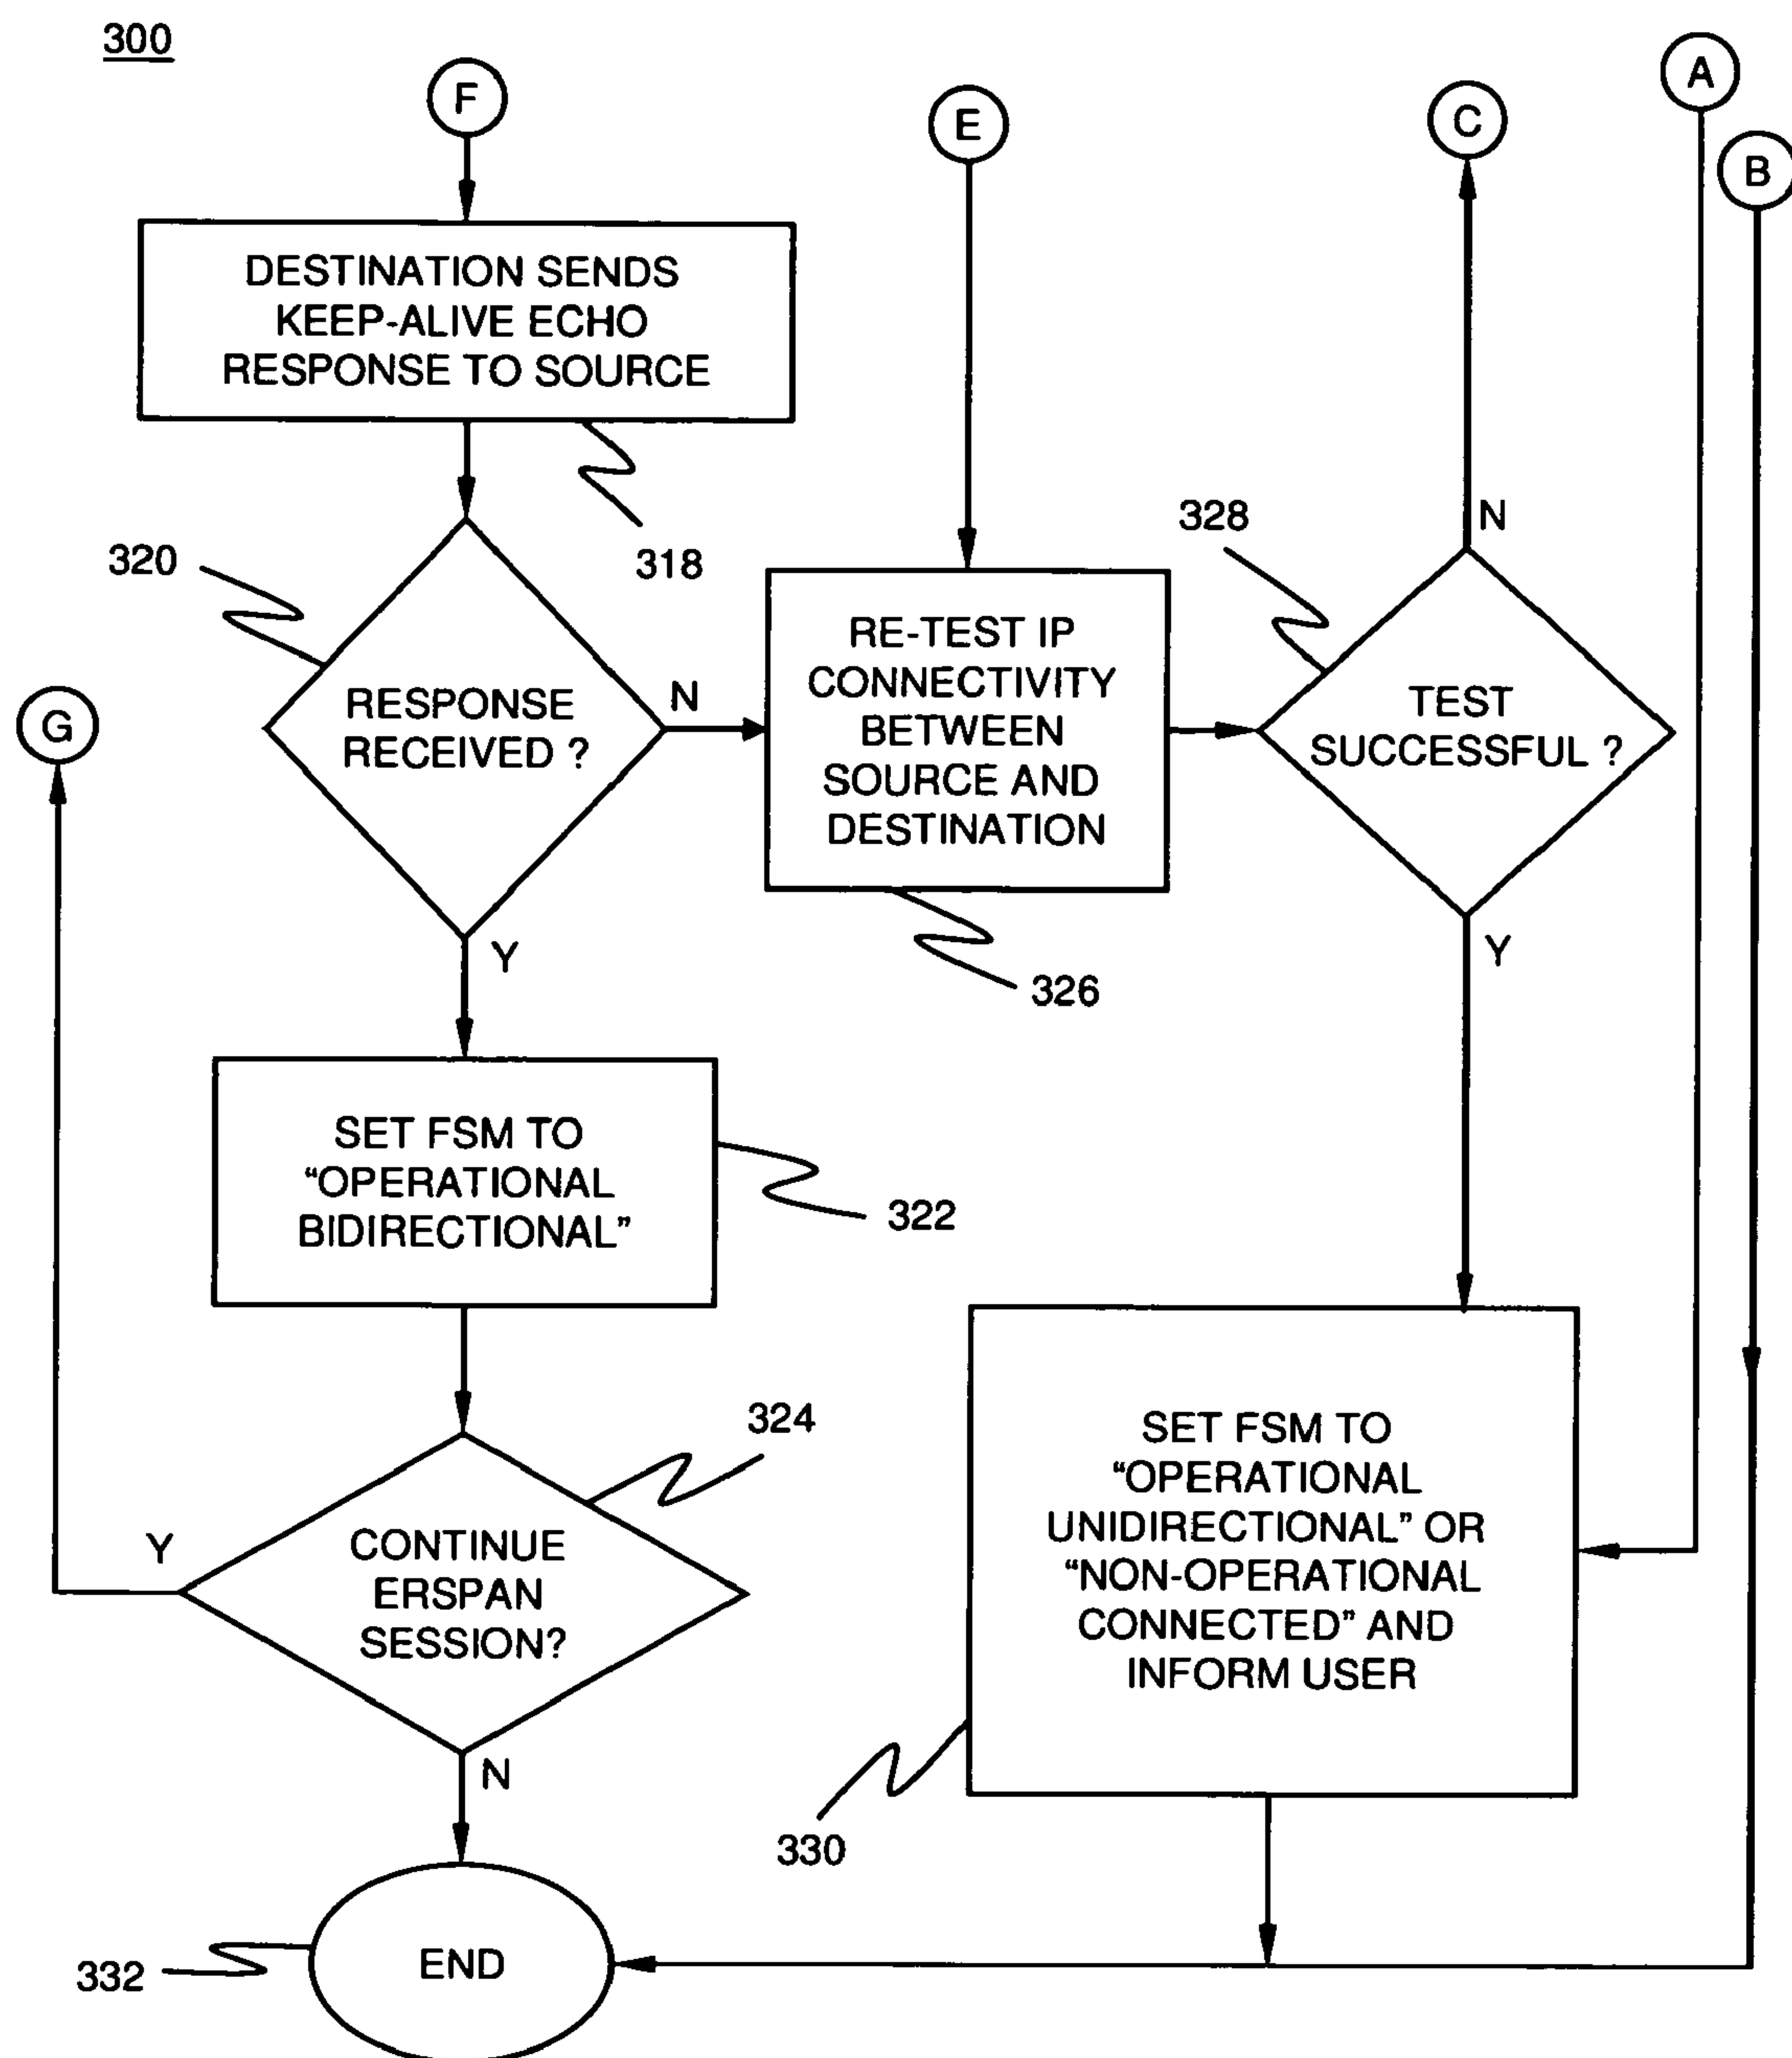 300
F
E
C
A
B
DESTINATION SENDS
KEEP-ALIVE ECHO
RESPONSE TO SOURCE
318
320
RESPONSE
RECEIVED ?
N
Y
G
RE-TEST IP
CONNECTIVITY
BETWEEN
SOURCE AND
DESTINATION
326
328
N
TEST
SUCCESSFUL ?
Y
SET FSM TO
“OPERATIONAL
BIDIRECTIONAL”
322
324
Y
CONTINUE
ERSPAN
SESSION?
N
SET FSM TO
“OPERATIONAL
UNIDIRECTIONAL” OR
“NON-OPERATIONAL
CONNECTED” AND
INFORM USER
330
332
END